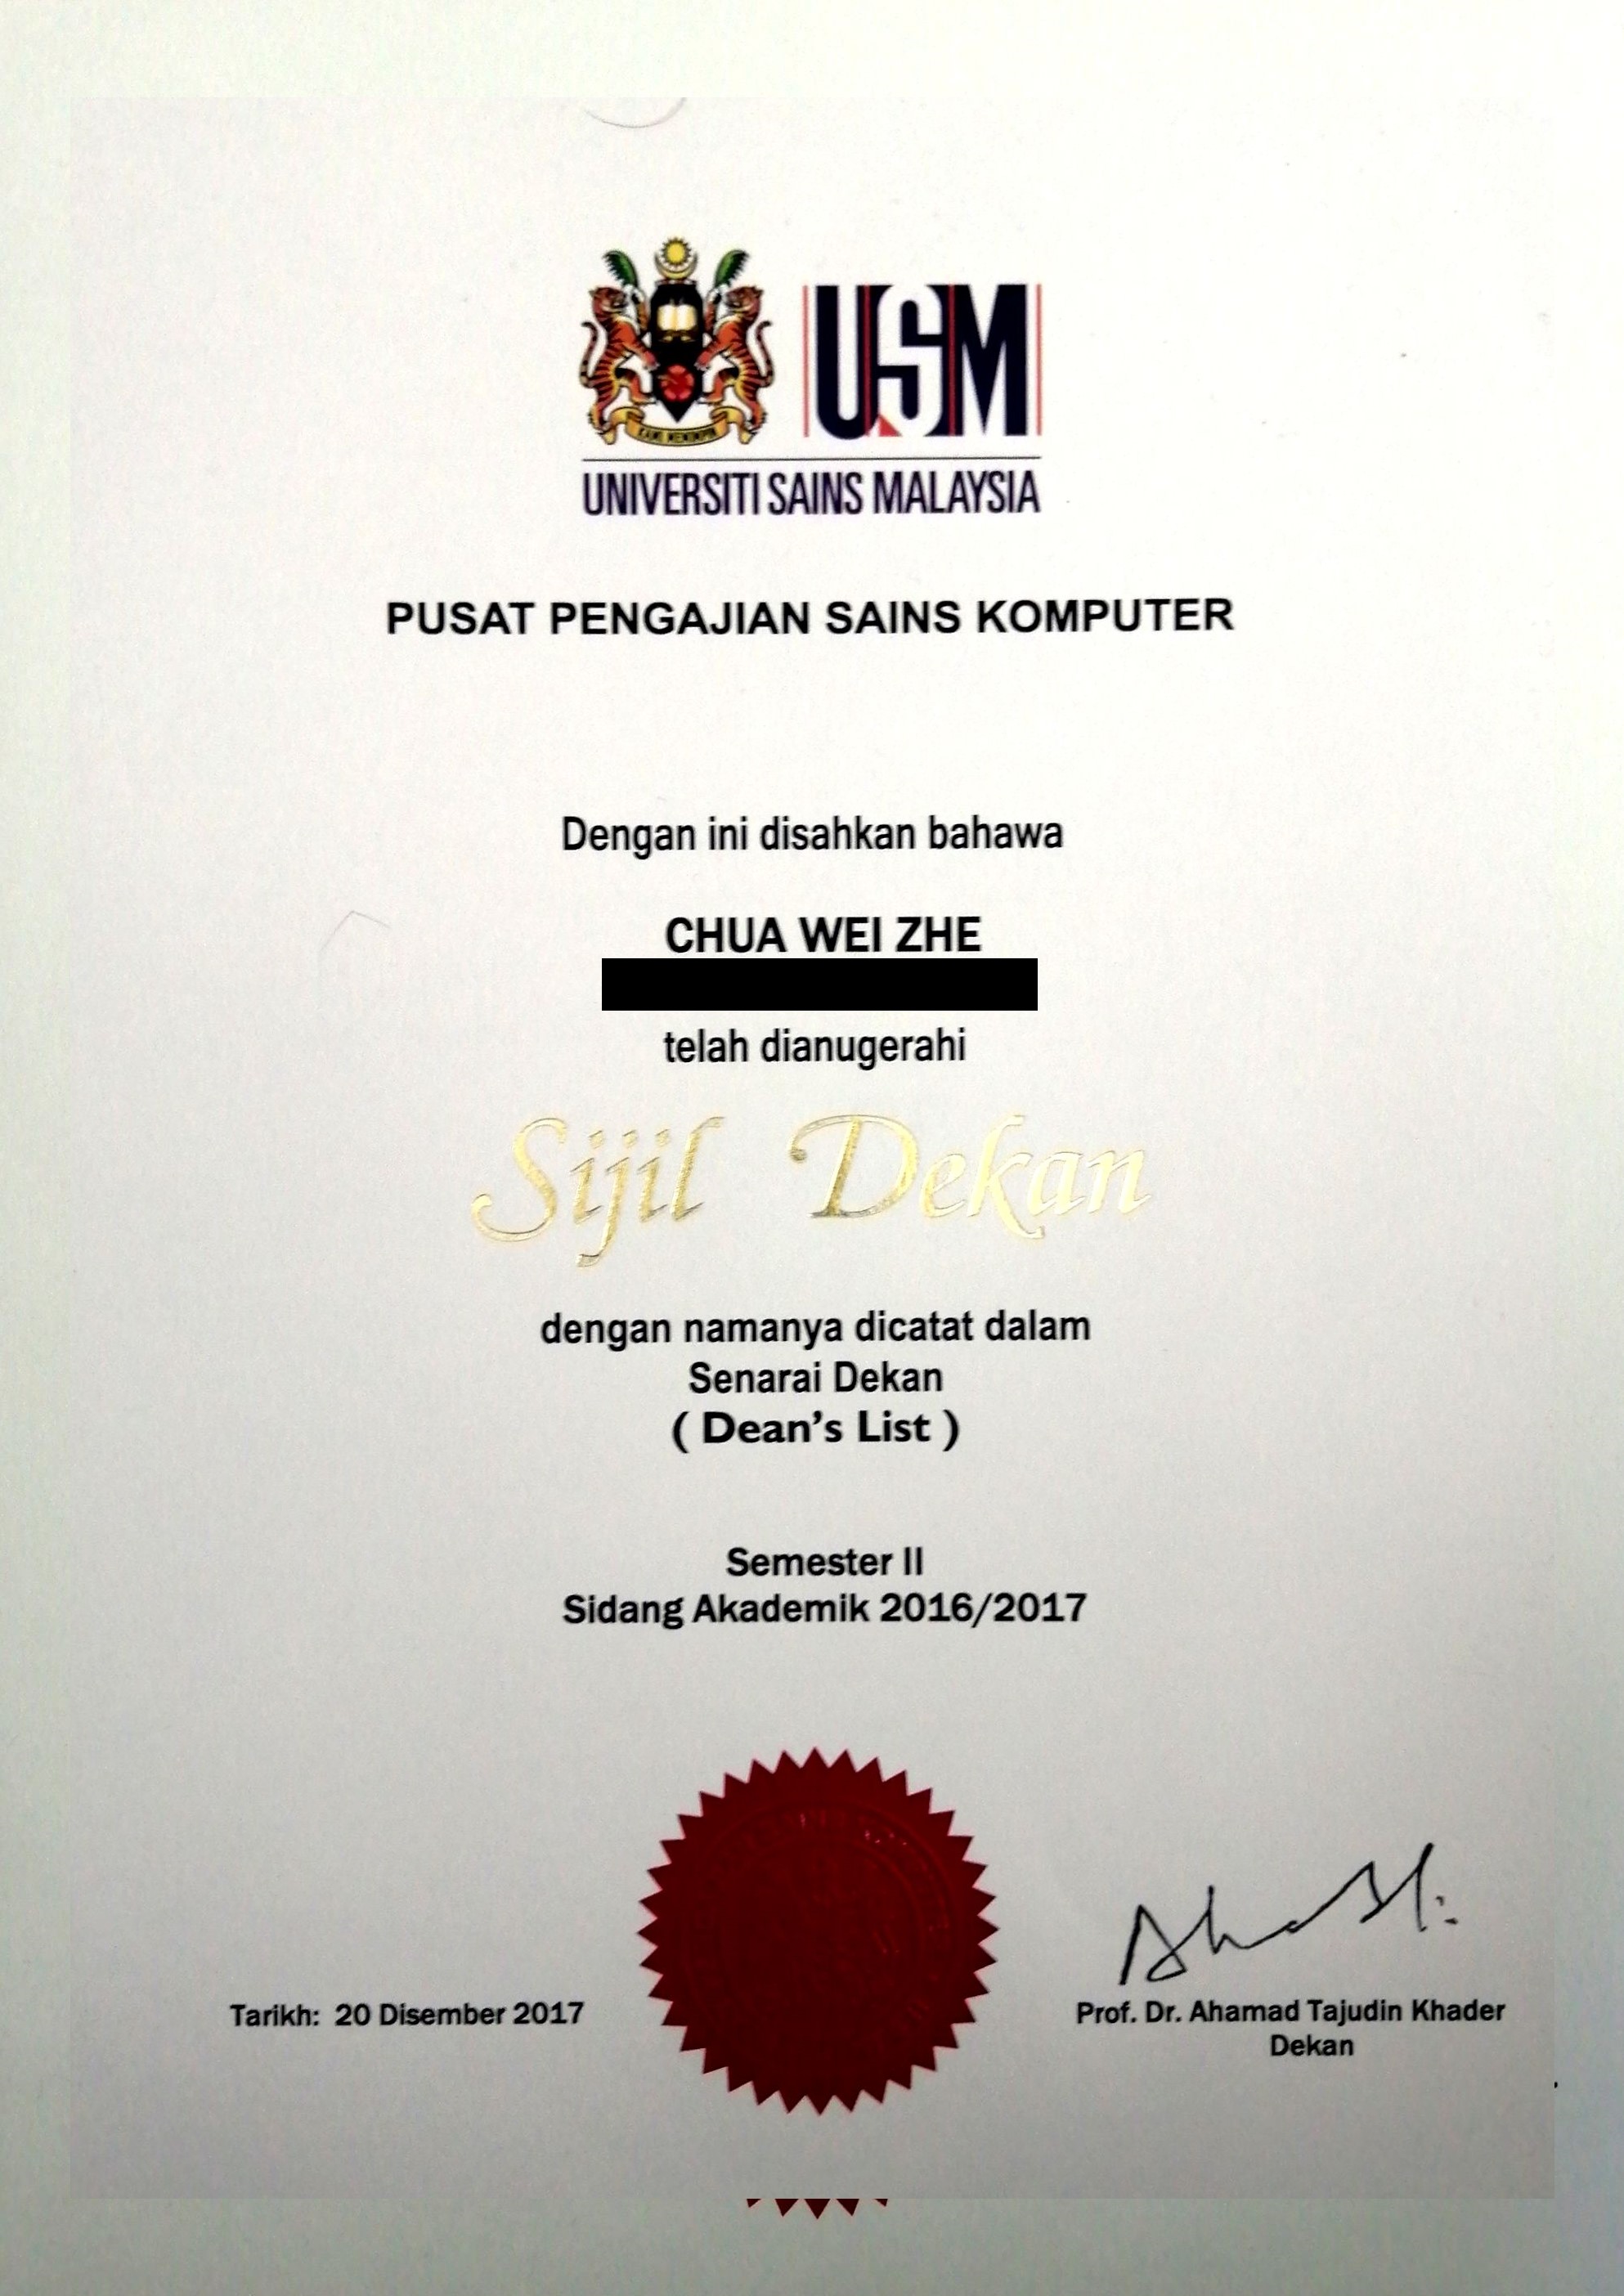 USM
UNIVERSITI SAINS MALAYSIA
PUSAT PENGAJIAN SAINS KOMPUTER
Dengan ini disahkan bahawa
CHUA WEI ZHE
telah dianugerahi
Sijil Dekan
dengan namanya dicatat dalam
Senarai Dekan
( Dean's List )
Semester II
Sidang Akademik 2016/2017
Tarikh: 20 Disember 2017
Prof. Dr. Ahamad Tajudin Khader
Dekan